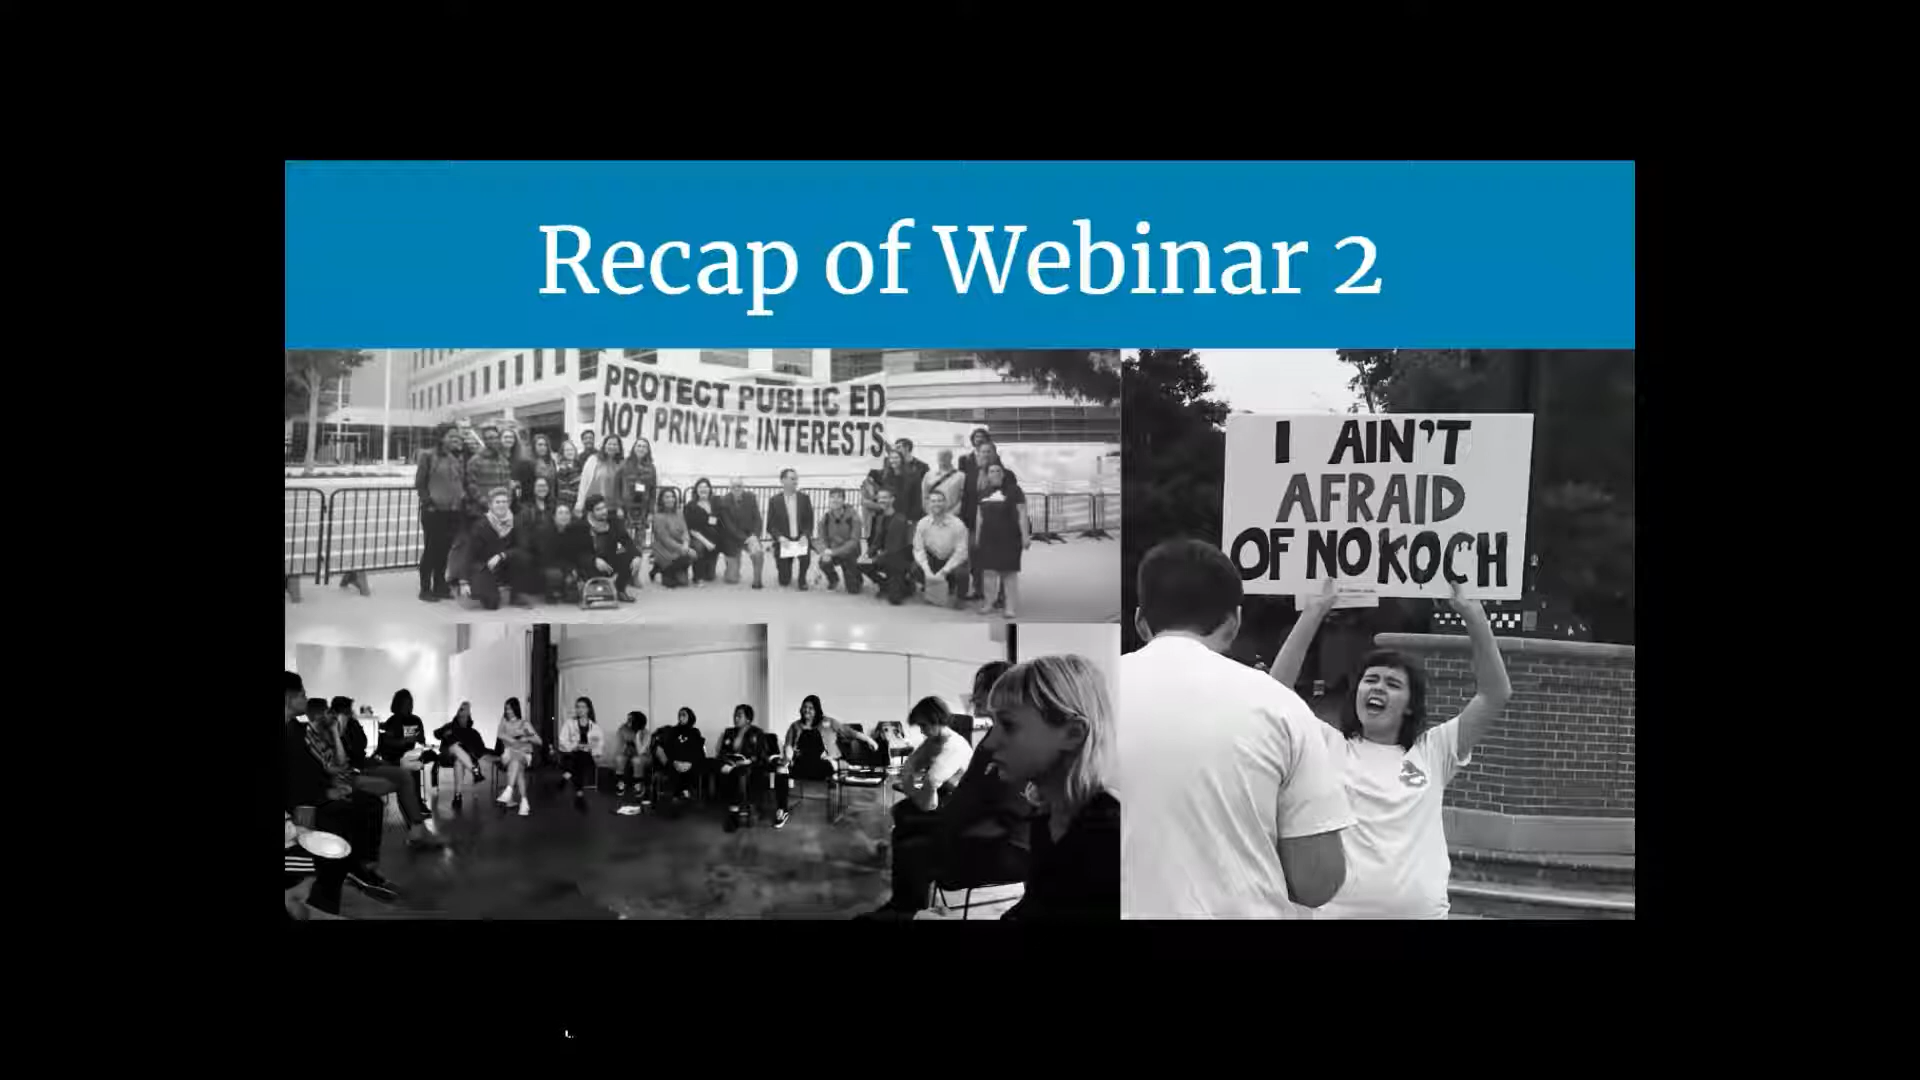 Recap of Webinar 2
PROTECT PUBLIC ED
NOT PRIVATE INTERESTS
I AIN'T
AFRAID
OF NO KOCH